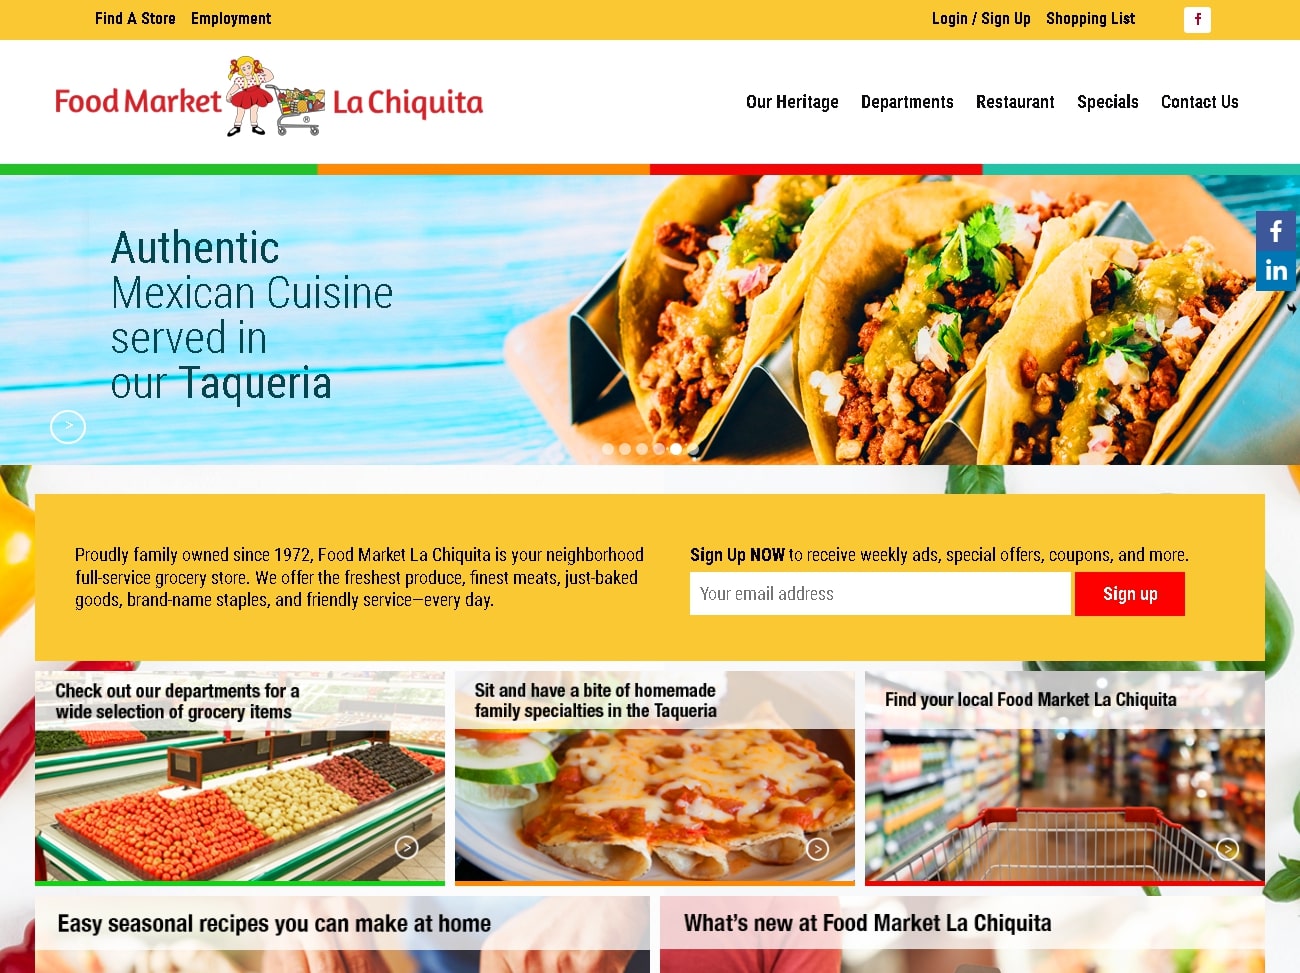 Find A Store Employment Login / Sign Up Shopping List f
Food Market La Chiquita
®
Our Heritage Departments Restaurant Specials Contact Us
Authentic
Mexican Cuisine
served in
our Taqueria
f
in
>
Proudly family owned since 1972, Food Market La Chiquita is your neighborhood
full-service grocery store. We offer the freshest produce, finest meats, just-baked
goods, brand-name staples, and friendly service—every day.
Sign Up NOW to receive weekly ads, special offers, coupons, and more.
Your email address Sign up
Check out our departments for a
wide selection of grocery items
>
Sit and have a bite of homemade
family specialties in the Taqueria
>
Find your local Food Market La Chiquita
>
Easy seasonal recipes you can make at home
What's new at Food Market La Chiquita